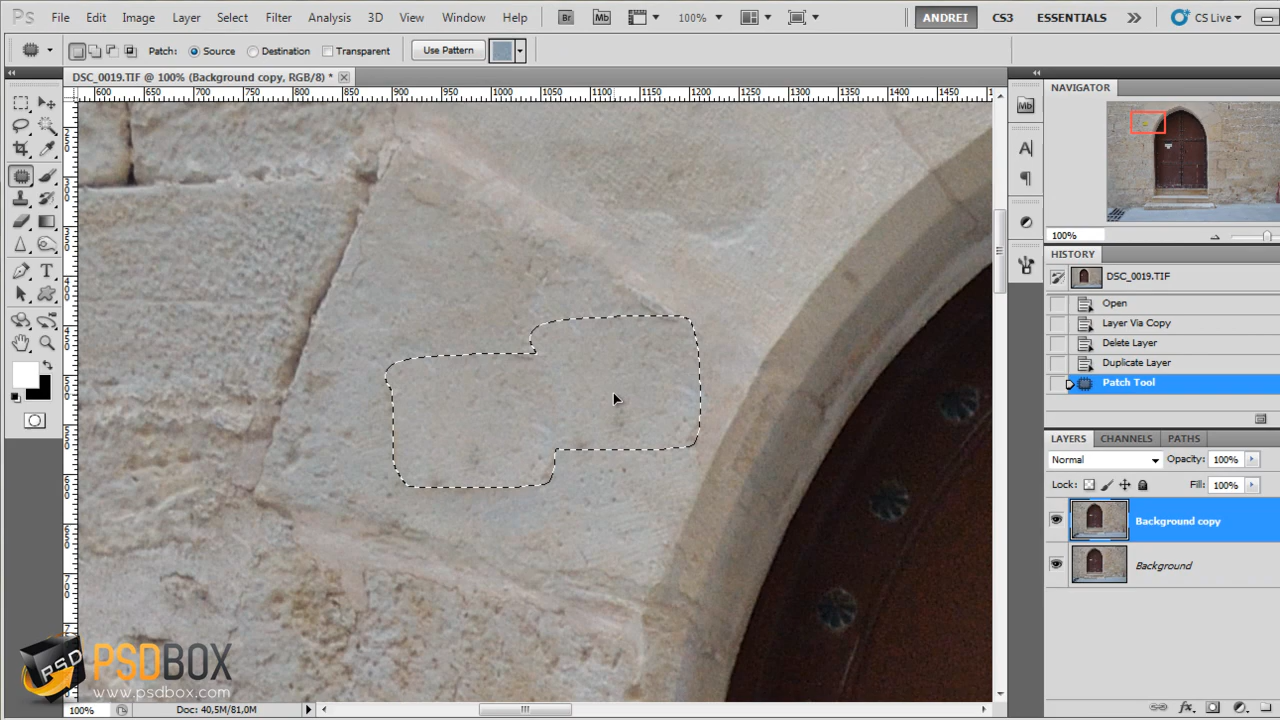 Ps File Edit Image Layer Select Filter Analysis 3D View Window Help Br Mb 100% ANDREI CS3 ESSENTIALS CS Live
Patch: Source Destination Transparent Use Pattern
DSC_0019.TIF @ 100% (Background copy, RGB/8) *
600 650 700 750 800 850 900 950 1000 1050 1100 1150 1200 1250 1300 1350 1400 1450
NAVIGATOR
100%
HISTORY
DSC_0019.TIF
Open
Layer Via Copy
Delete Layer
Duplicate Layer
Patch Tool
LAYERS CHANNELS PATHS
Normal Opacity: 100%
Lock: Fill: 100%
Background copy
Background
PSD PSDBOX
www.psdbox.com
100% Doc: 40,5M/81,0M